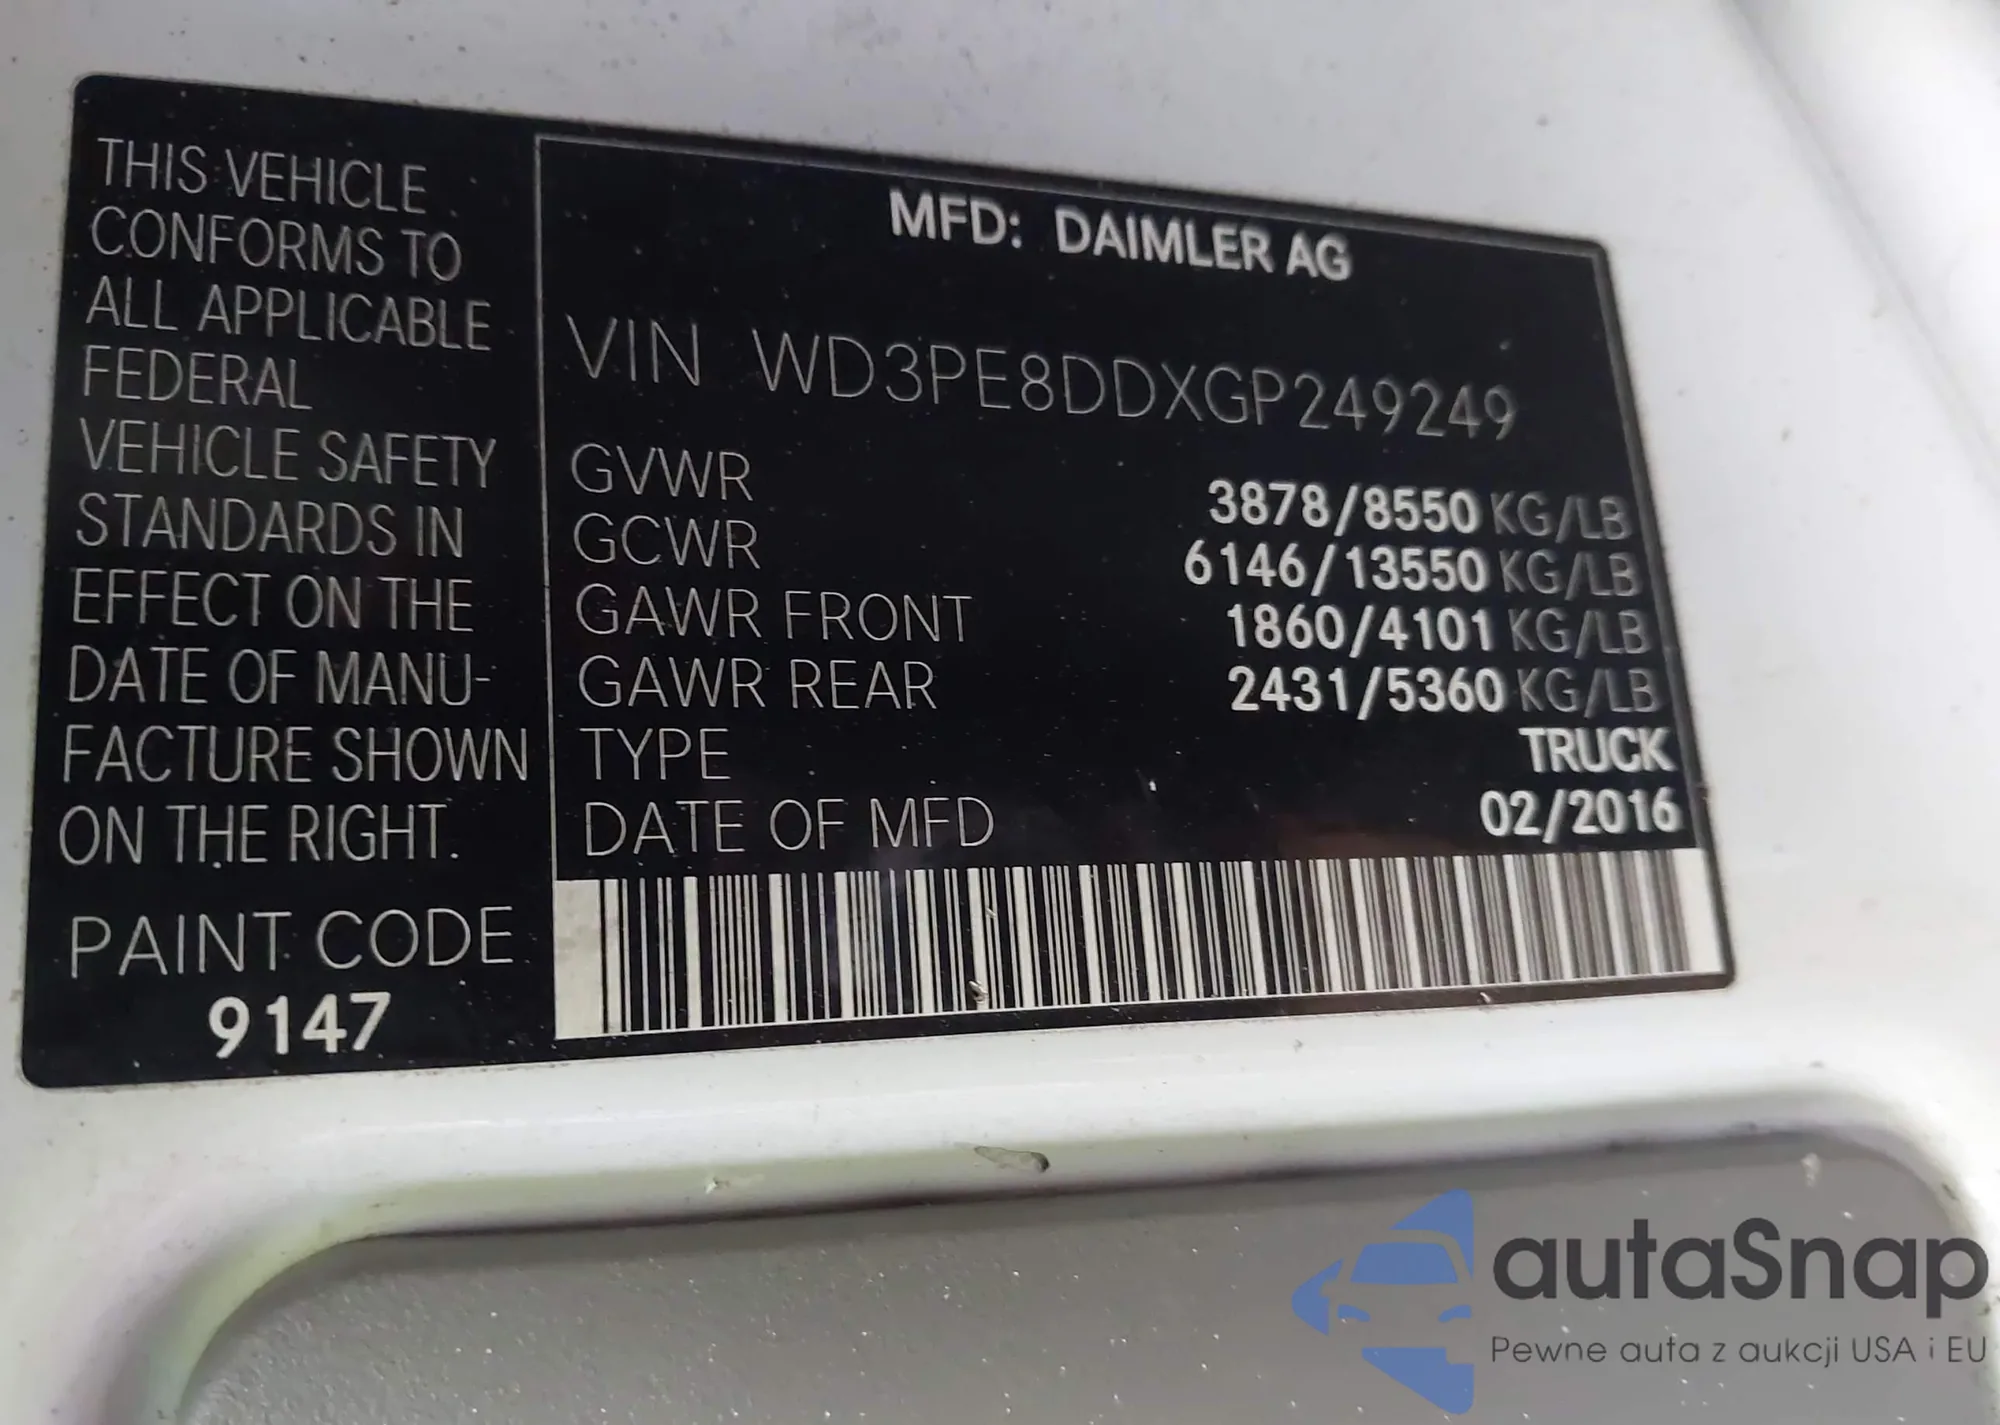 THIS VEHICLE
CONFORMS TO
ALL APPLICABLE
FEDERAL
VEHICLE SAFETY
STANDARDS IN
EFFECT ON THE
DATE OF MANU-
FACTURE SHOWN
ON THE RIGHT.
PAINT CODE
9147
MFD: DAIMLER AG
VIN WD3PE8DDXGP249249
GVWR 3878/8550 KG/LB
GCWR 6146/13550 KG/LB
GAWR FRONT 1860/4101 KG/LB
GAWR REAR 2431/5360 KG/LB
TYPE TRUCK
DATE OF MFD 02/2016
autaSnap
Pewne auta z aukcji USA i EU